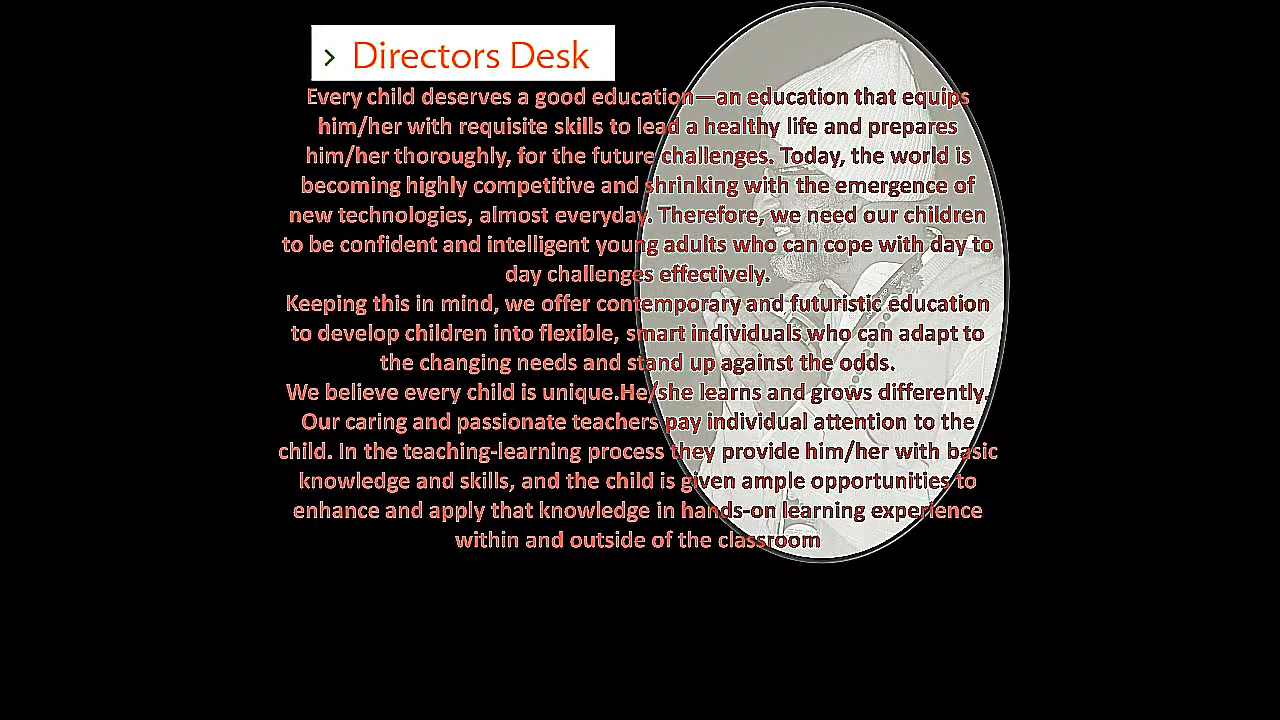 › Directors Desk
Every child deserves a good education—an education that equips
him/her with requisite skills to lead a healthy life and prepares
him/her thoroughly, for the future challenges. Today, the world is
becoming highly competitive and shrinking with the emergence of
new technologies, almost everyday. Therefore, we need our children
to be confident and intelligent young adults who can cope with day to
day challenges effectively.
Keeping this in mind, we offer contemporary and futuristic education
to develop children into flexible, smart individuals who can adapt to
the changing needs and stand up against the odds.
We believe every child is unique.He/she learns and grows differently.
Our caring and passionate teachers pay individual attention to the
child. In the teaching-learning process they provide him/her with basic
knowledge and skills, and the child is given ample opportunities to
enhance and apply that knowledge in hands-on learning experience
within and outside of the classroom